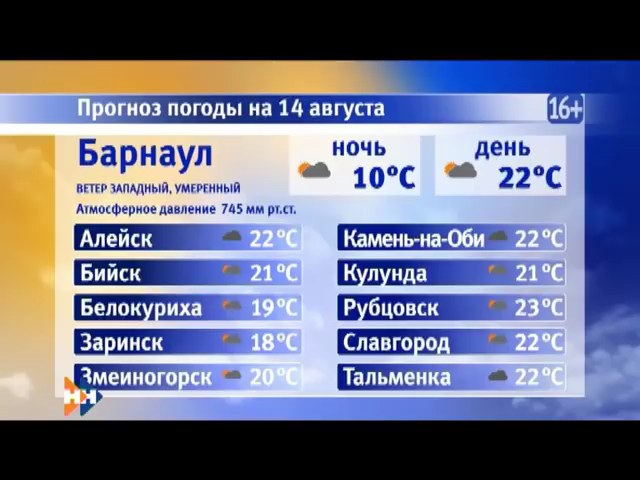 Прогноз погоды на 14 августа
16+
Барнаул
ночь
10°C
день
22°C
ВЕТЕР ЗАПАДНЫЙ, УМЕРЕННЫЙ
Атмосферное давление 745 мм рт.ст.
Алейск 22°C
Бийск 21°C
Белокуриха 19°C
Заринск 18°C
Змеиногорск 20°C
Камень-на-Оби 22°C
Кулунда 21°C
Рубцовск 23°C
Славгород 22°C
Тальменка 22°C
НН